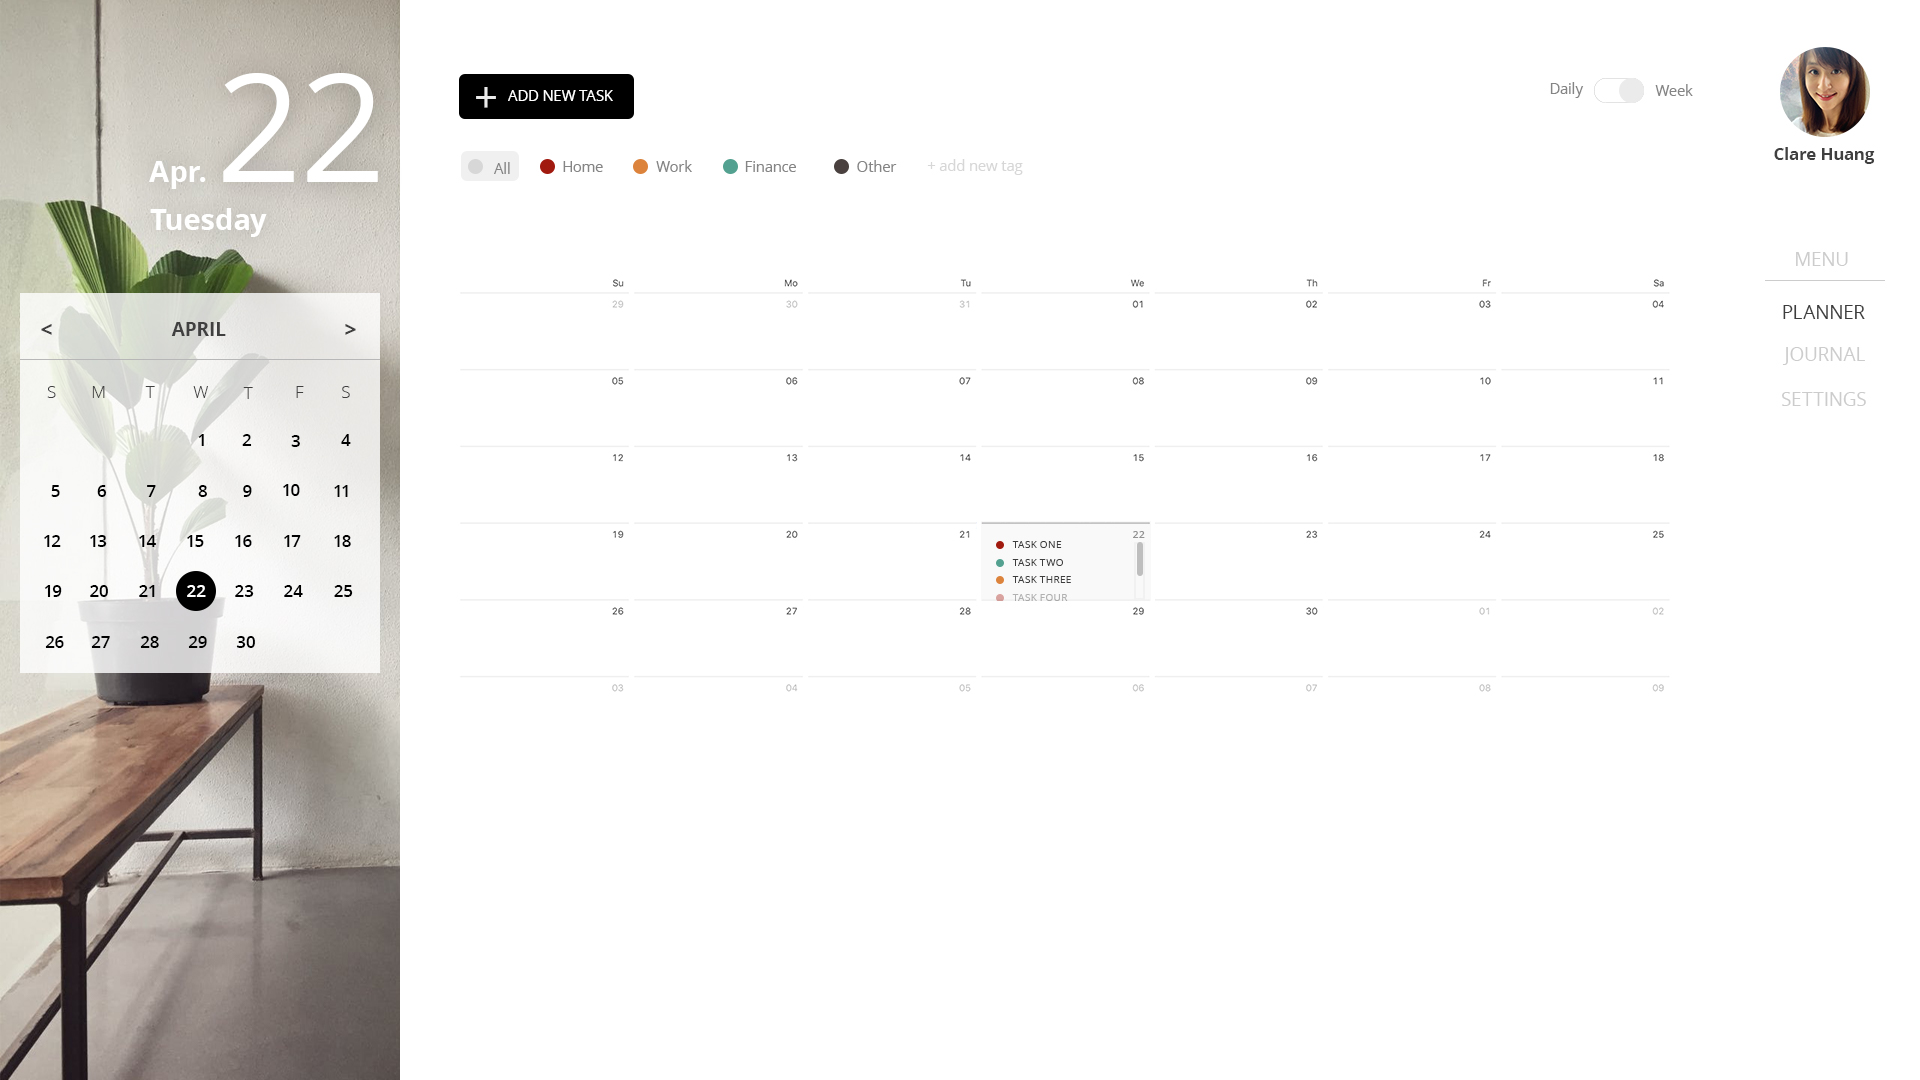 22
Apr.
Tuesday
< APRIL >
S M T W T F S
1 2 3 4
5 6 7 8 9 10 11
12 13 14 15 16 17 18
19 20 21 22 23 24 25
26 27 28 29 30
+ ADD NEW TASK
All Home Work Finance Other + add new tag
Daily Week
Su Mo Tu We Th Fr Sa
29 30 31 01 02 03 04
05 06 07 08 09 10 11
12 13 14 15 16 17 18
19 20 21 22 23 24 25
TASK ONE
TASK TWO
TASK THREE
TASK FOUR
26 27 28 29 30 01 02
03 04 05 06 07 08 09
Clare Huang
MENU
PLANNER
JOURNAL
SETTINGS